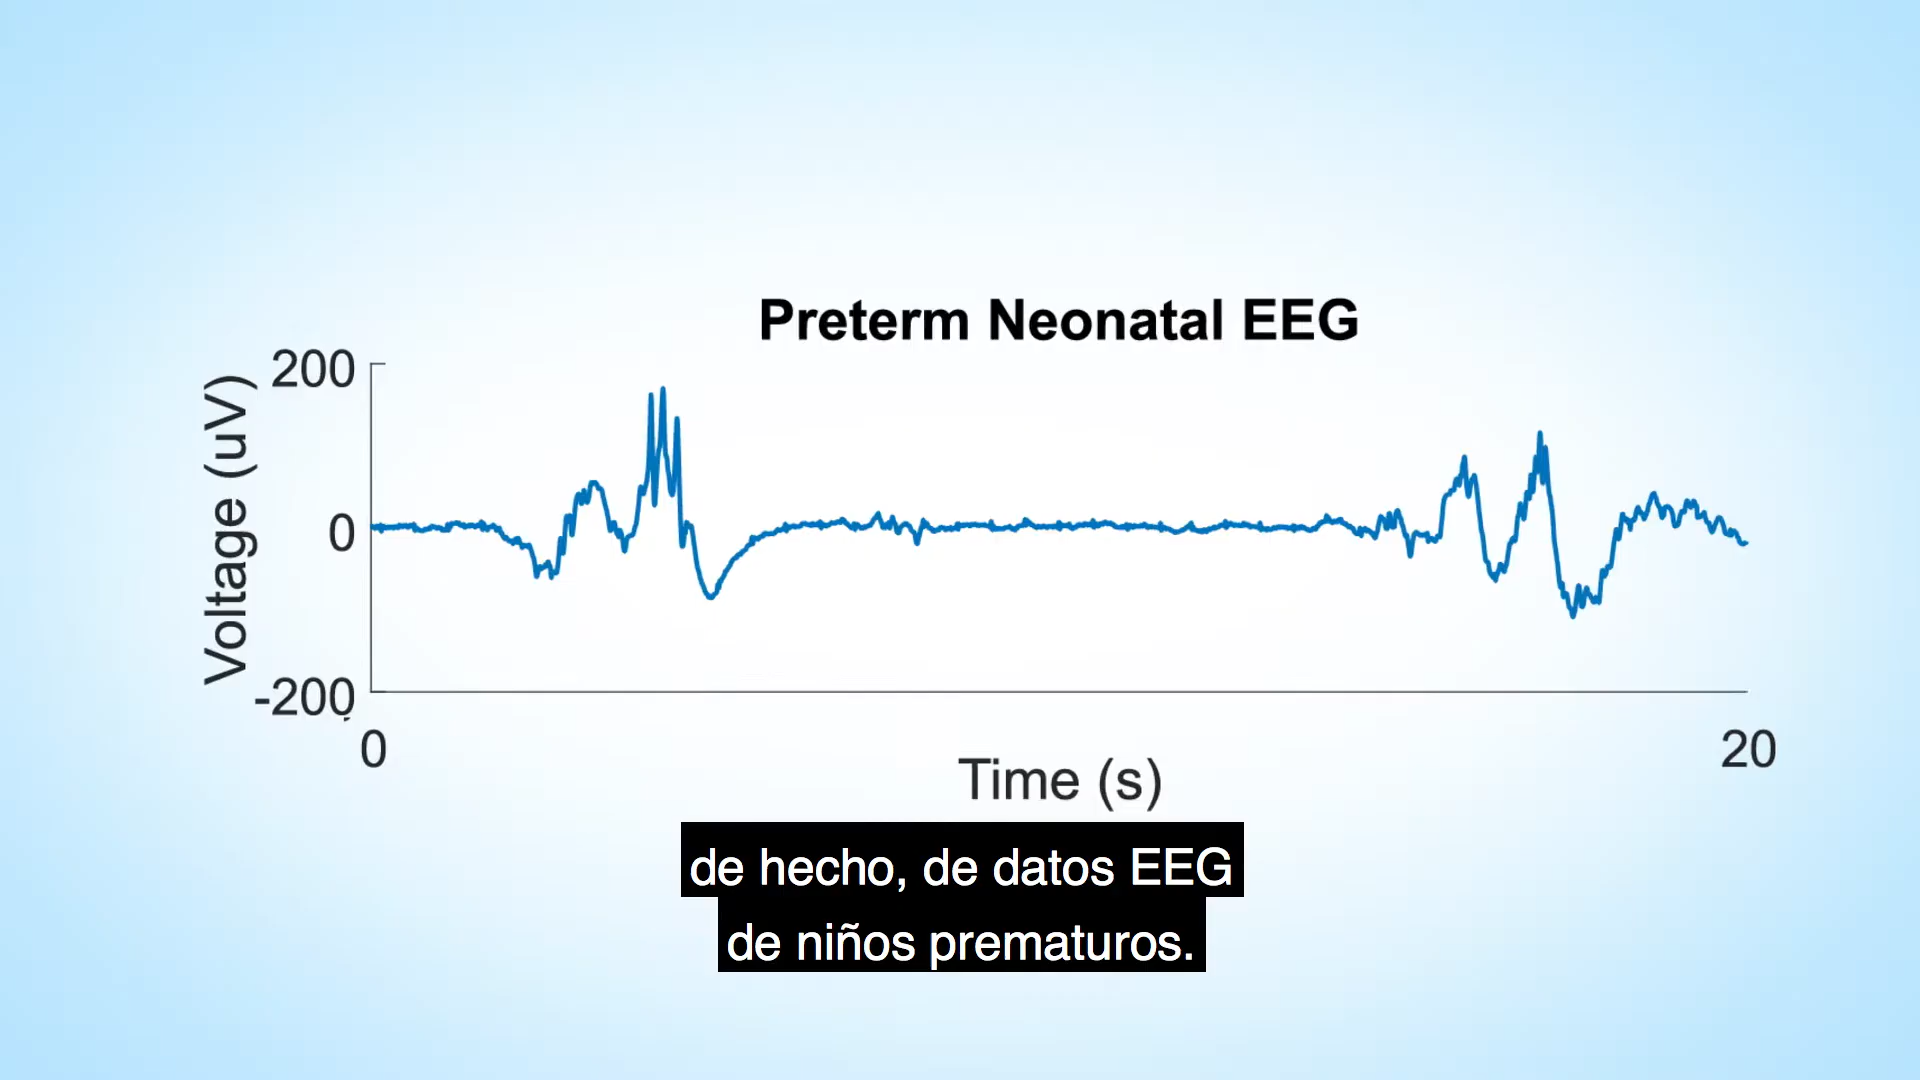 Preterm Neonatal EEG
200
0
-200
Voltage (uV)
0
20
Time (s)
de hecho, de datos EEG
de niños prematuros.